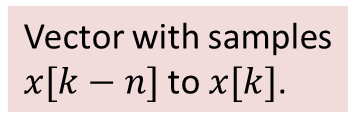 Vector with samples
x[k − n] to x[k].